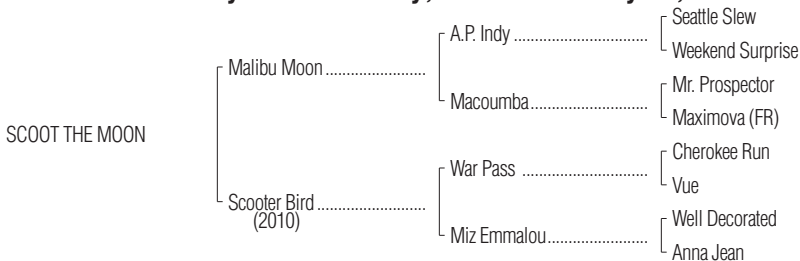 Seattle Slew
A.P. Indy ..............................
Weekend Surprise
Malibu Moon .......................
Mr. Prospector
Macoumba..........................
Maximova (FR)
SCOOT THE MOON
Cherokee Run
War Pass ............................
Vue
Scooter Bird .........................
(2010)
Well Decorated
Miz Emmalou.......................
Anna Jean